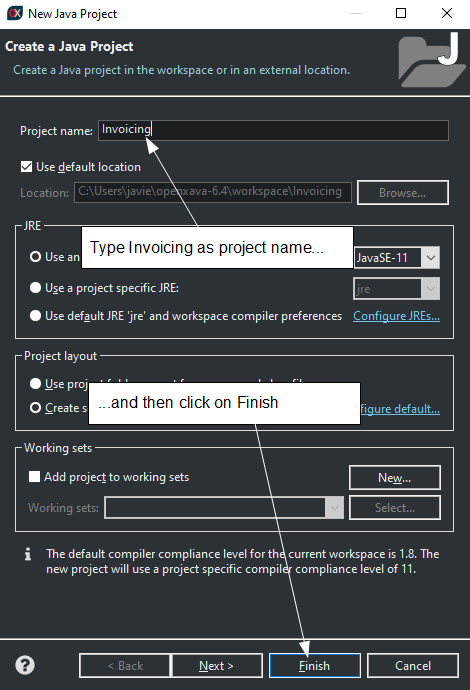 New Java Project
Create a Java Project
Create a Java project in the workspace or in an external location.
Project name: Invoicing
Use default location
Location: C:\Users\javie\openxava-6.4\workspace\Invoicing Browse...
JRE
Use an JavaSE-11
Type Invoicing as project name...
Use a project specific JRE: jre
Use default JRE 'jre' and workspace compiler preferences Configure JREs...
Project layout
Use project
...and then click on Finish
Create s figure default...
Working sets
Add project to working sets New...
Working sets: Select...
The default compiler compliance level for the current workspace is 1.8. The
new project will use a project specific compiler compliance level of 11.
? < Back Next > Finish Cancel